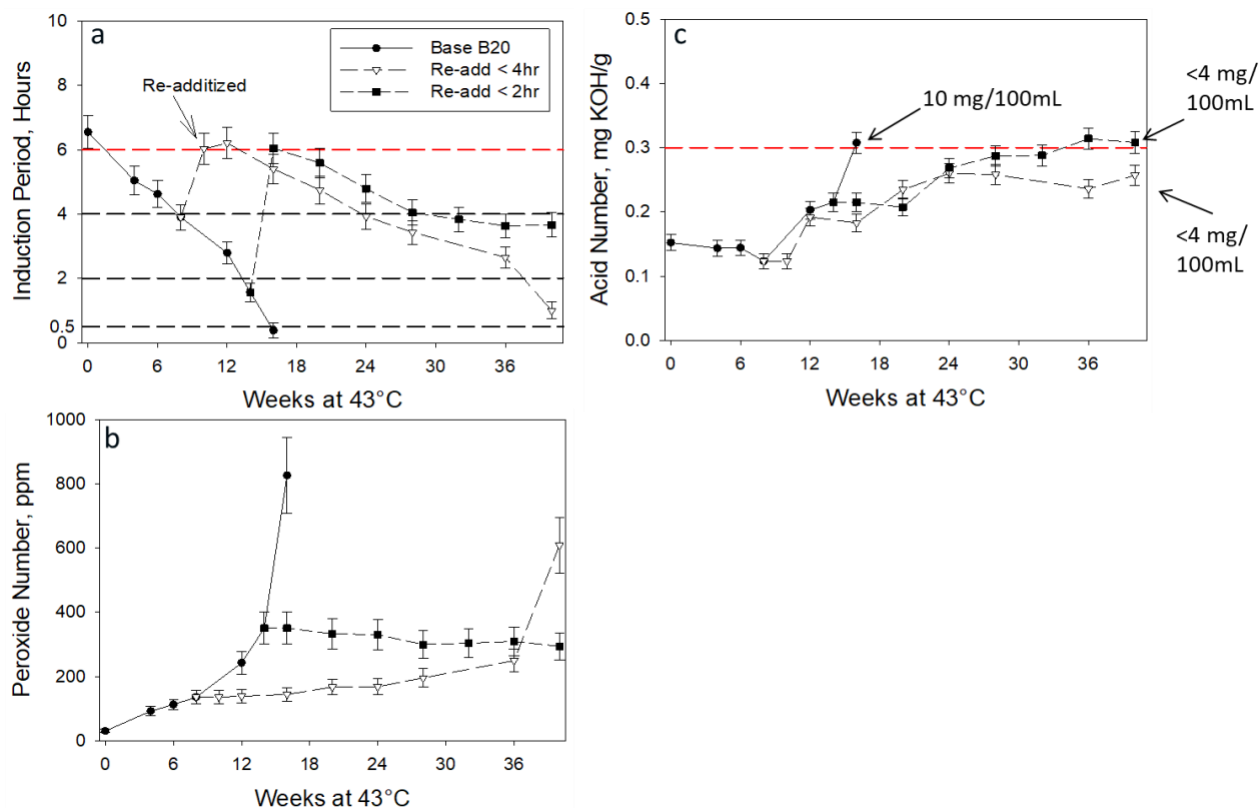 a
10
8
6
4
2
0.5
0
Induction Period, Hours
Base B20
Re-add < 4hr
Re-add < 2hr
Re-additized
0 6 12 18 24 30 36
Weeks at 43°C
c
0.5
0.4
0.3
0.2
0.1
0.0
Acid Number, mg KOH/g
10 mg/100mL
<4 mg/
100mL
<4 mg/
100mL
0 6 12 18 24 30 36
Weeks at 43°C
b
1000
800
600
400
200
0
Peroxide Number, ppm
0 6 12 18 24 30 36
Weeks at 43°C